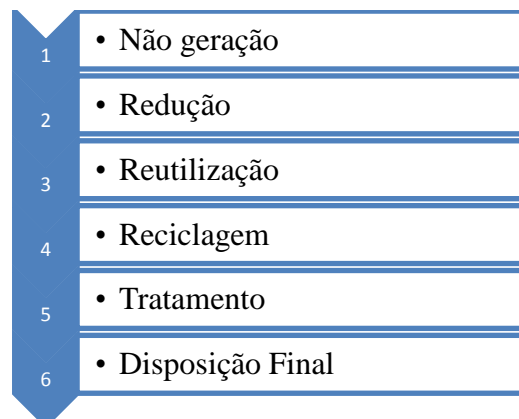 1 • Não geração
2 • Redução
3 • Reutilização
4 • Reciclagem
5 • Tratamento
6 • Disposição Final